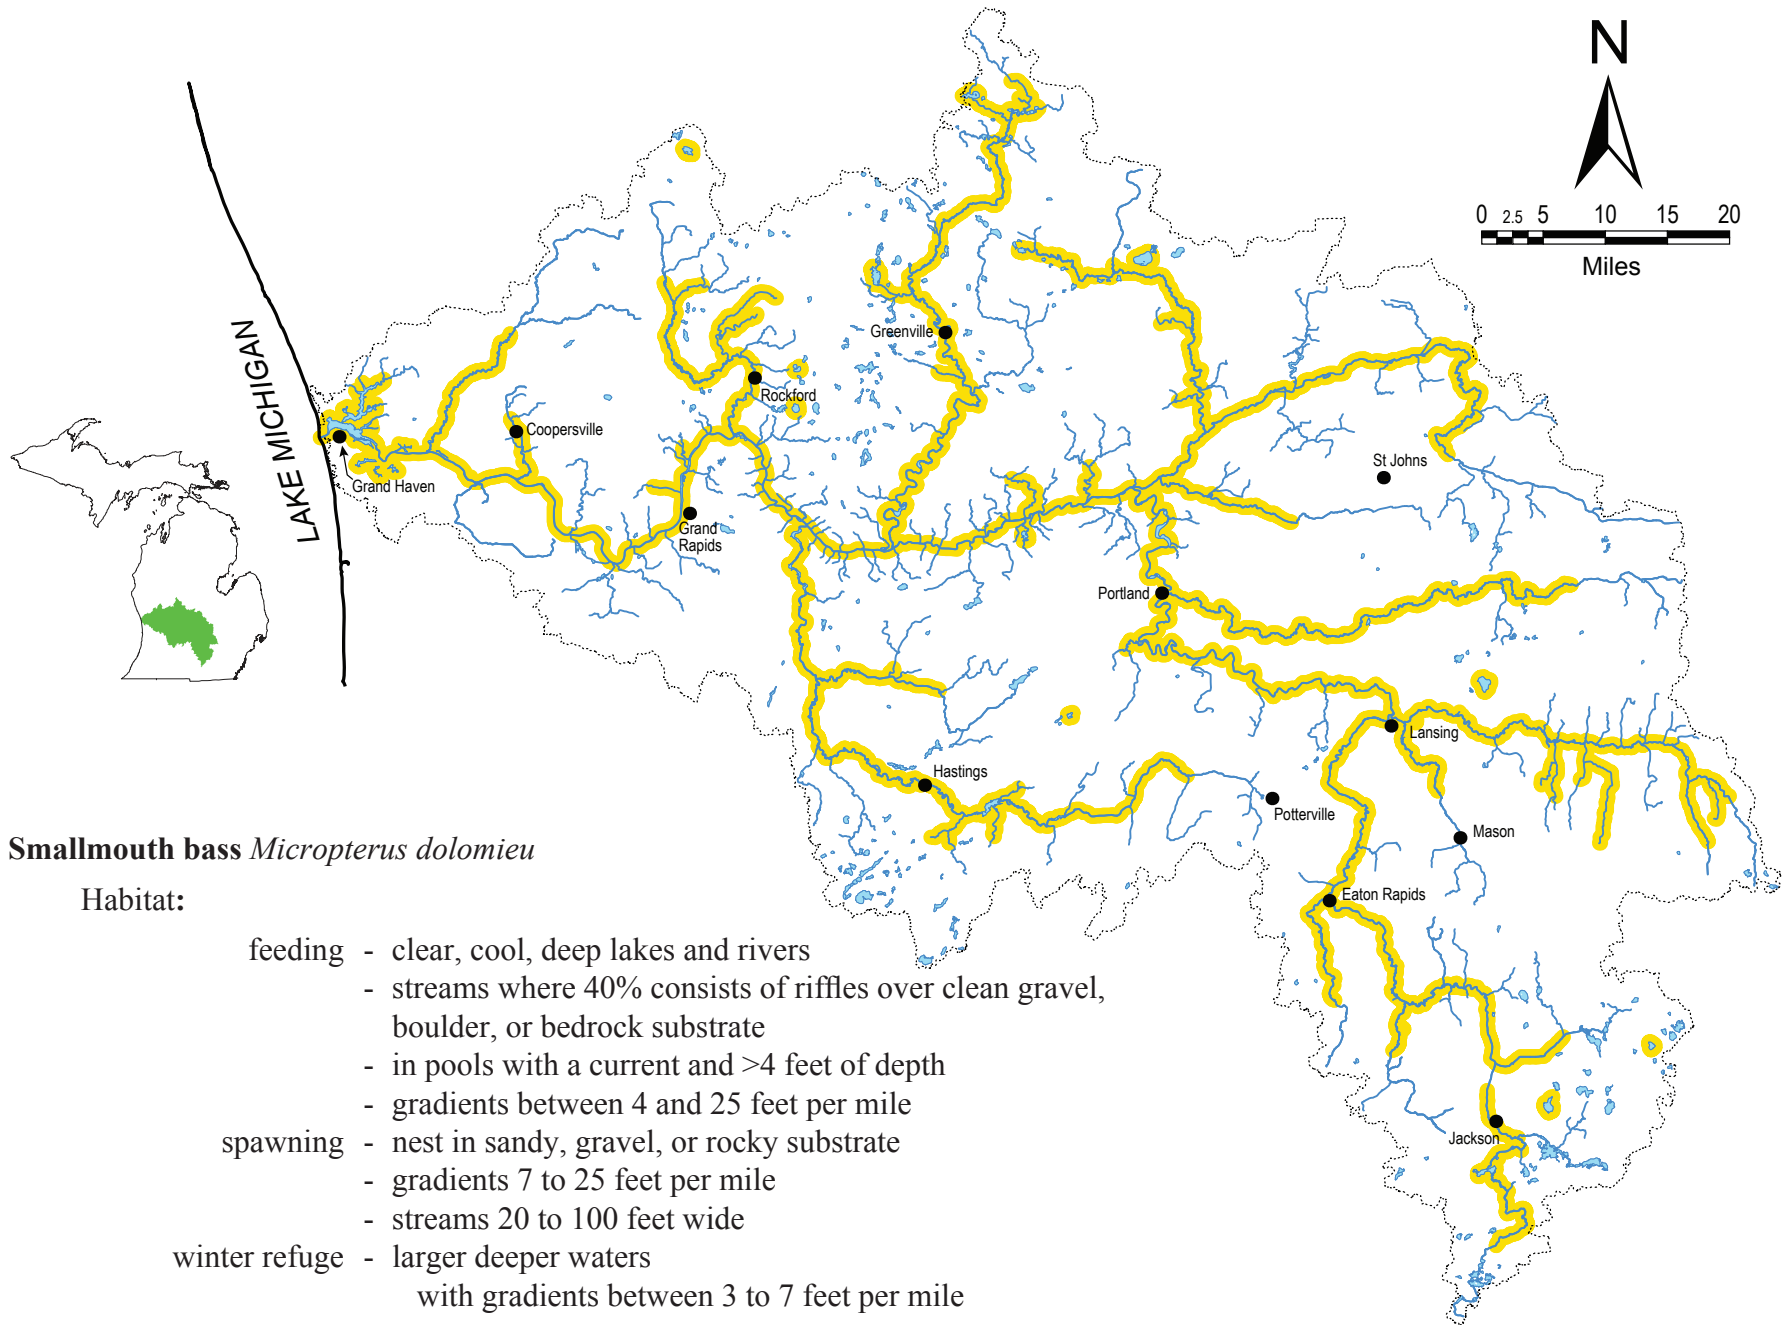 N
0 2.5 5 10 15 20
Miles
LAKE MICHIGAN
Greenville
Rockford
Coopersville
Grand Haven
St Johns
Grand
Rapids
Portland
Lansing
Hastings
Potterville
Mason
Eaton Rapids
Jackson
Smallmouth bass Micropterus dolomieu
Habitat:
feeding - clear, cool, deep lakes and rivers
- streams where 40% consists of riffles over clean gravel,
boulder, or bedrock substrate
- in pools with a current and >4 feet of depth
- gradients between 4 and 25 feet per mile
spawning - nest in sandy, gravel, or rocky substrate
- gradients 7 to 25 feet per mile
- streams 20 to 100 feet wide
winter refuge - larger deeper waters
with gradients between 3 to 7 feet per mile